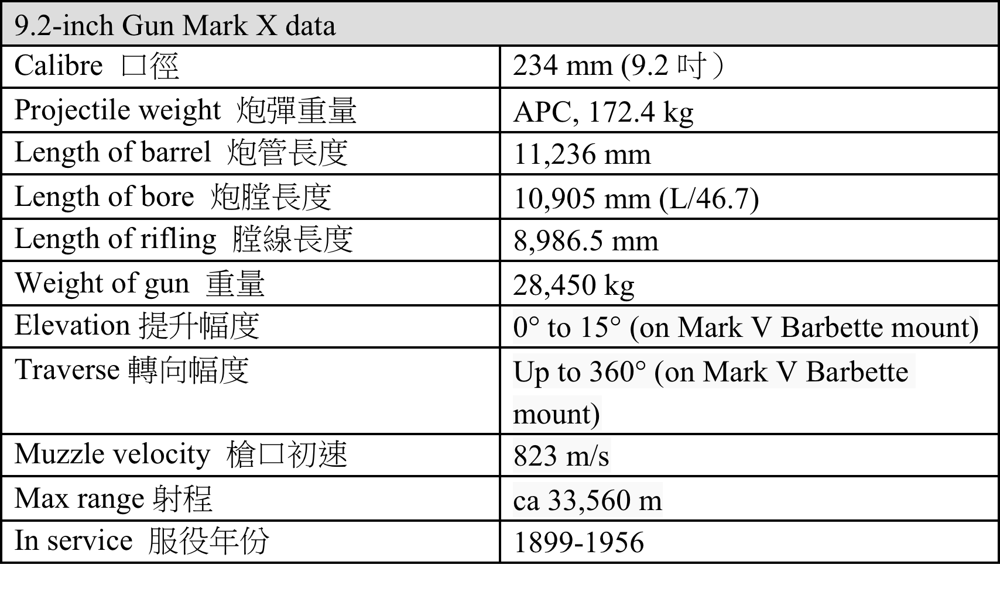 9.2-inch Gun Mark X data
Calibre 口徑
234 mm (9.2 吋）
Projectile weight 炮彈重量
APC, 172.4 kg
Length of barrel 炮管長度
11,236 mm
Length of bore 炮膛長度
10,905 mm (L/46.7)
Length of rifling 膛線長度
8,986.5 mm
Weight of gun 重量
28,450 kg
Elevation 提升幅度
0° to 15° (on Mark V Barbette mount)
Traverse 轉向幅度
Up to 360° (on Mark V Barbette
mount)
Muzzle velocity 槍口初速
823 m/s
Max range 射程
ca 33,560 m
In service 服役年份
1899-1956